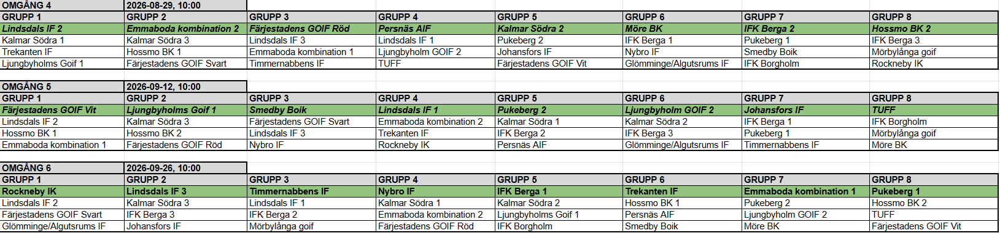 OMGÅNG 4 2026-08-29, 10:00
GRUPP 1 GRUPP 2 GRUPP 3 GRUPP 4 GRUPP 5 GRUPP 6 GRUPP 7 GRUPP 8
Lindsdals IF 2 Emmaboda kombination 2 Färjestadens GOIF Röd Persnäs AIF Kalmar Södra 2 Möre BK IFK Berga 2 Hossmo BK 2
Kalmar Södra 1 Kalmar Södra 3 Lindsdals IF 3 Lindsdals IF 1 Pukeberg 2 IFK Berga 1 Pukeberg 1 IFK Berga 3
Trekanten IF Hossmo BK 1 Emmaboda kombination 1 Ljungbyholm GOIF 2 Johansfors IF Nybro IF Smedby Boik Mörbylånga goif
Ljungbyholms Goif 1 Färjestadens GOIF Svart Timmernabbens IF TUFF Färjestadens GOIF Vit Glömminge/Algutsrums IF IFK Borgholm Rockneby IK
OMGÅNG 5 2026-09-12, 10:00
GRUPP 1 GRUPP 2 GRUPP 3 GRUPP 4 GRUPP 5 GRUPP 6 GRUPP 7 GRUPP 8
Färjestadens GOIF Vit Ljungbyholms Goif 1 Smedby Boik Lindsdals IF 1 Pukeberg 2 Ljungbyholm GOIF 2 Johansfors IF TUFF
Lindsdals IF 2 Kalmar Södra 3 Färjestadens GOIF Svart Emmaboda kombination 2 Kalmar Södra 1 Kalmar Södra 2 IFK Berga 1 IFK Borgholm
Hossmo BK 1 Hossmo BK 2 Lindsdals IF 3 Trekanten IF IFK Berga 2 IFK Berga 3 Pukeberg 1 Mörbylånga goif
Emmaboda kombination 1 Färjestadens GOIF Röd Nybro IF Rockneby IK Persnäs AIF Glömminge/Algutsrums IF Timmernabbens IF Möre BK
OMGÅNG 6 2026-09-26, 10:00
GRUPP 1 GRUPP 2 GRUPP 3 GRUPP 4 GRUPP 5 GRUPP 6 GRUPP 7 GRUPP 8
Rockneby IK Lindsdals IF 3 Timmernabbens IF Nybro IF IFK Berga 1 Trekanten IF Emmaboda kombination 1 Pukeberg 1
Lindsdals IF 2 Kalmar Södra 3 Lindsdals IF 1 Kalmar Södra 1 Kalmar Södra 2 Hossmo BK 1 Pukeberg 2 Hossmo BK 2
Färjestadens GOIF Svart IFK Berga 3 IFK Berga 2 Emmaboda kombination 2 Ljungbyholms Goif 1 Persnäs AIF Ljungbyholm GOIF 2 TUFF
Glömminge/Algutsrums IF Johansfors IF Mörbylånga goif Färjestadens GOIF Röd IFK Borgholm Smedby Boik Möre BK Färjestadens GOIF Vit